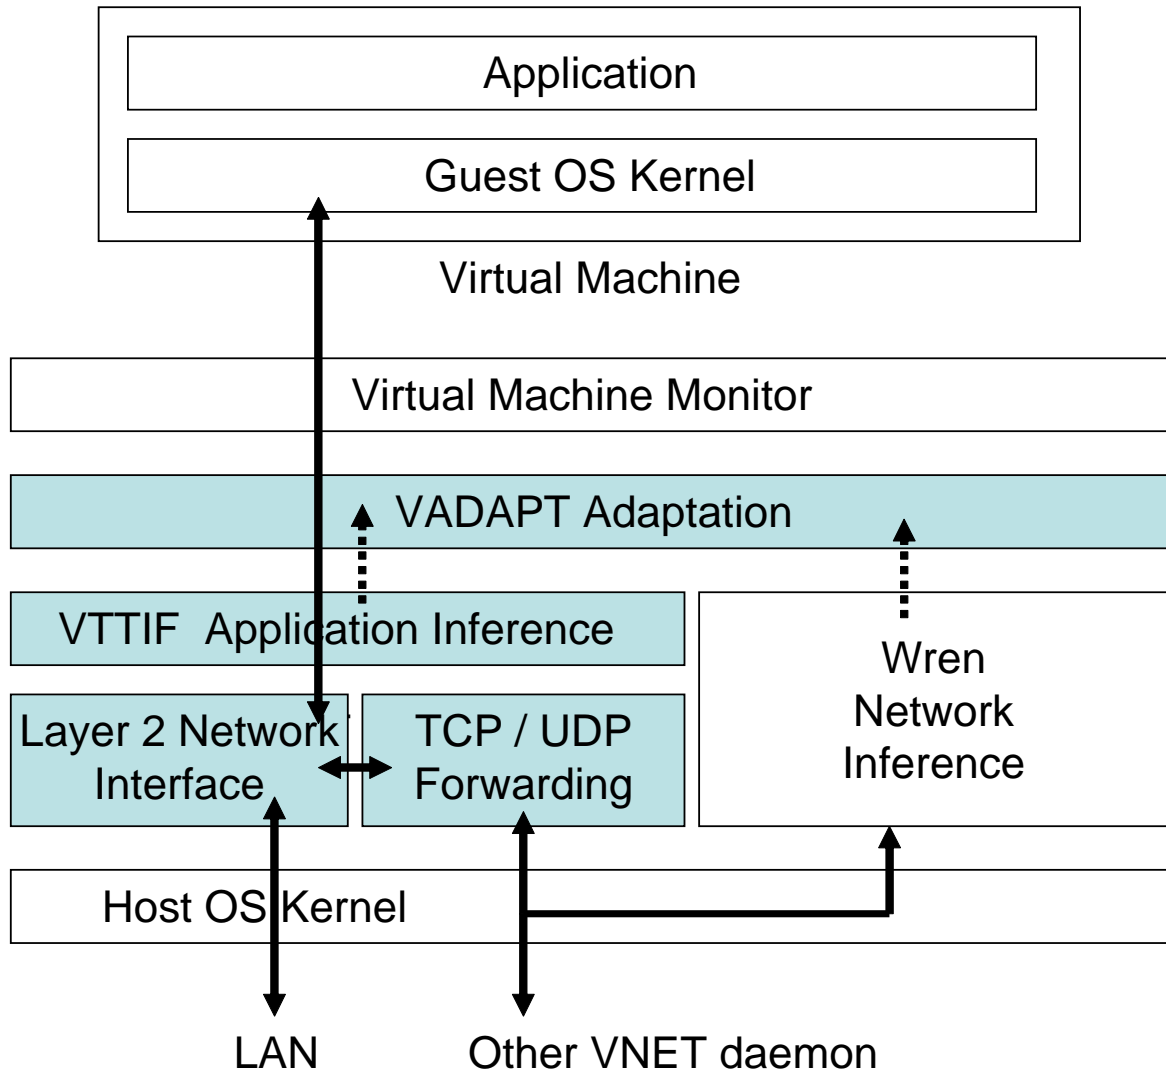 Application
Guest OS Kernel
Virtual Machine
Virtual Machine Monitor
VADAPT Adaptation
VTTIF Application Inference
Wren
Network
Inference
Layer 2 Network
Interface
TCP / UDP
Forwarding
Host OS Kernel
LAN
Other VNET daemon